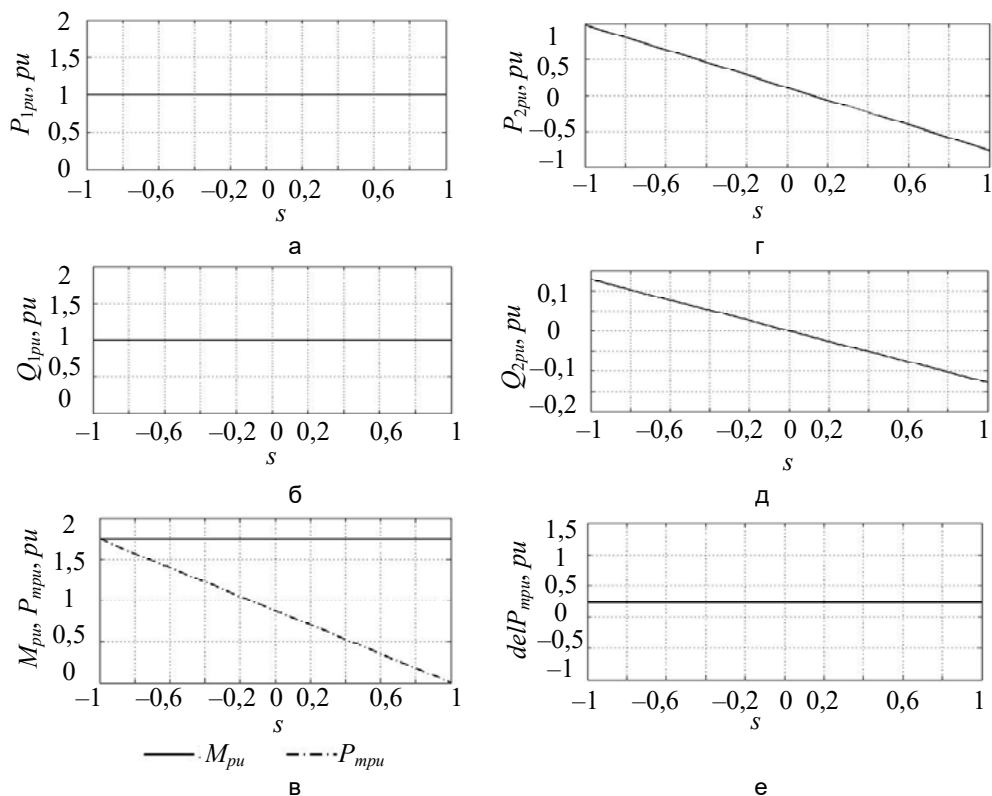 P1pu, pu
2
1,5
1
0,5
0
–1 –0,6 –0,2 0 0,2 0,6 1
s
а
P2pu, pu
1
0,5
0
–0,5
–1
–1 –0,6 –0,2 0 0,2 0,6 1
s
г
Q1pu, pu
2
1,5
1
0,5
0
–1 –0,6 –0,2 0 0,2 0,6 1
s
б
Q2pu, pu
0,1
0
–0,1
–0,2
–1 –0,6 –0,2 0 0,2 0,6 1
s
д
Mpu, Pmpu, pu
2
1,5
1
0,5
0
–1 –0,6 –0,2 0 0,2 0,6 1
s
Mpu Pmpu
в
delPmpu, pu
1,5
1
0,5
0
–0,5
–1
–1 –0,6 –0,2 0 0,2 0,6 1
s
е